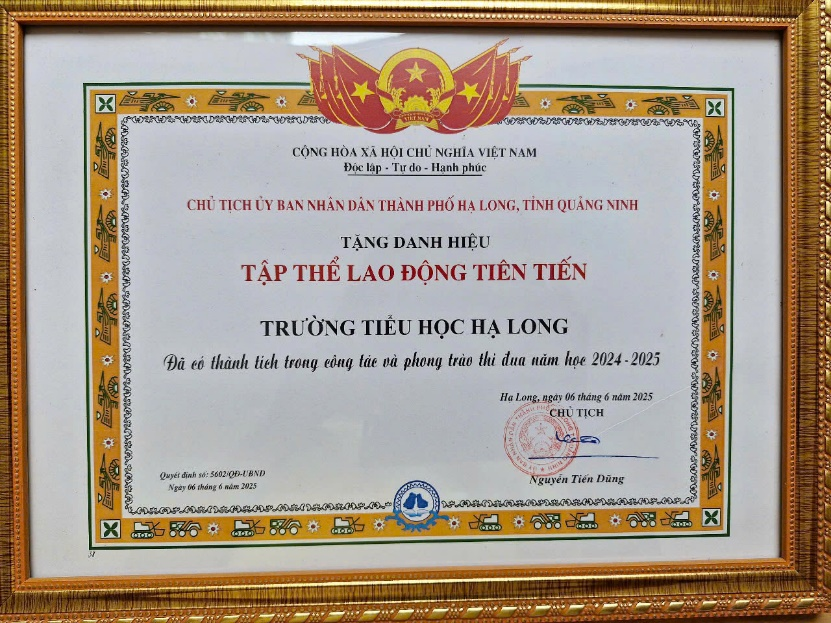 VIỆT NAM
CỘNG HÒA XÃ HỘI CHỦ NGHĨA VIỆT NAM
Độc lập - Tự do - Hạnh phúc
CHỦ TỊCH ỦY BAN NHÂN DÂN THÀNH PHỐ HẠ LONG, TỈNH QUẢNG NINH
TẶNG DANH HIỆU
TẬP THỂ LAO ĐỘNG TIÊN TIẾN
TRƯỜNG TIỂU HỌC HẠ LONG
Đã có thành tích trong công tác và phong trào thi đua năm học 2024-2025
Hạ Long, ngày 06 tháng 6 năm 2025
CHỦ TỊCH
Nguyễn Tiến Dũng
Quyết định số: 5602/QĐ-UBND
Ngày 06 tháng 6 năm 2025